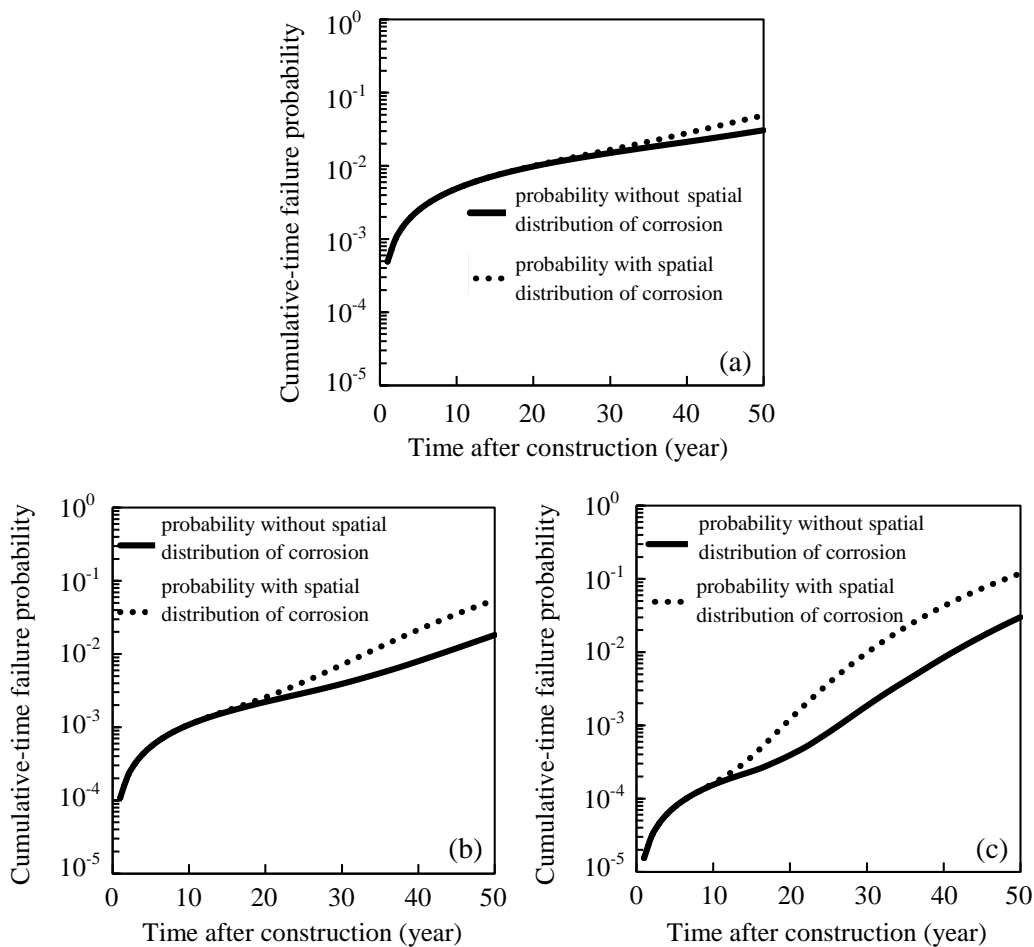 Cumulative-time failure probability
10^0
10^-1
10^-2
10^-3
10^-4
10^-5
probability without spatial
distribution of corrosion
probability with spatial
distribution of corrosion
(a)
0 10 20 30 40 50
Time after construction (year)
Cumulative-time failure probability
10^0
10^-1
10^-2
10^-3
10^-4
10^-5
probability without spatial
distribution of corrosion
probability with spatial
distribution of corrosion
(b)
0 10 20 30 40 50
Time after construction (year)
Cumulative-time failure probability
10^0
10^-1
10^-2
10^-3
10^-4
10^-5
probability without spatial
distribution of corrosion
probability with spatial
distribution of corrosion
(c)
0 10 20 30 40 50
Time after construction (year)